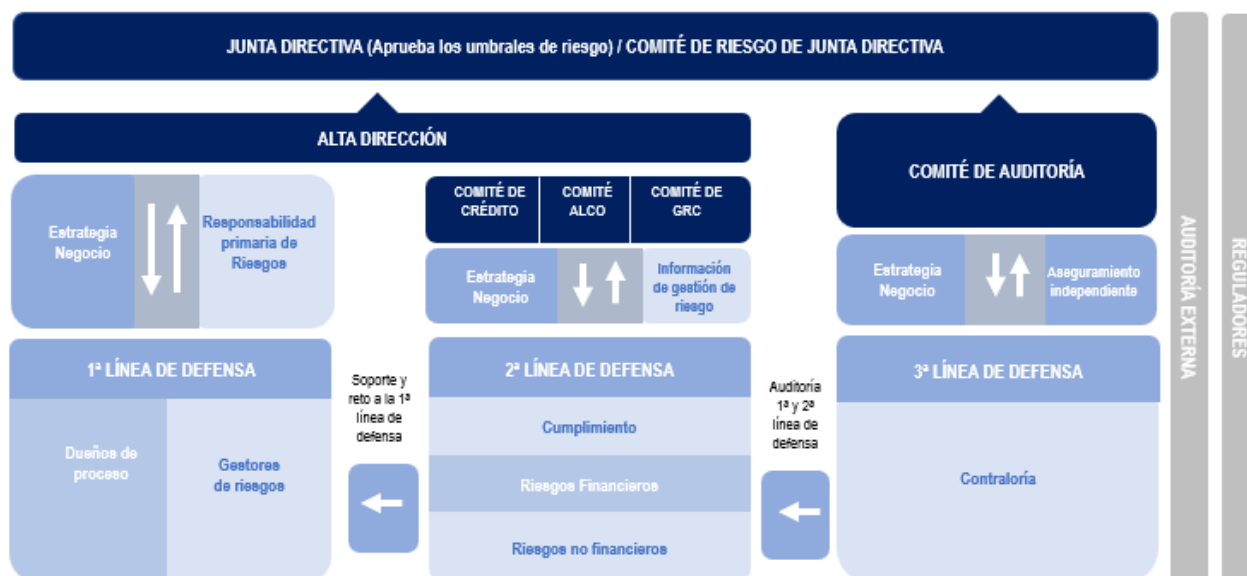 JUNTA DIRECTIVA (Aprueba los umbrales de riesgo) / COMITÉ DE RIESGO DE JUNTA DIRECTIVA
ALTA DIRECCIÓN
COMITÉ DE AUDITORÍA
Estrategia
Negocio
Responsabilidad
primaria de
Riesgos
COMITÉ DE
CRÉDITO
COMITÉ
ALCO
COMITÉ DE
GRC
Estrategia
Negocio
Información
de gestión de
riesgo
Estrategia
Negocio
Aseguramiento
independiente
1ª LÍNEA DE DEFENSA
Dueños de
proceso
Gestores
de riesgos
Soporte y
reto a la 1ª
línea de
defensa
2ª LÍNEA DE DEFENSA
Cumplimiento
Riesgos Financieros
Riesgos no financieros
Auditoría
1ª y 2ª
línea de
defensa
3ª LÍNEA DE DEFENSA
Contraloría
AUDITORÍA EXTERNA
REGULADORES